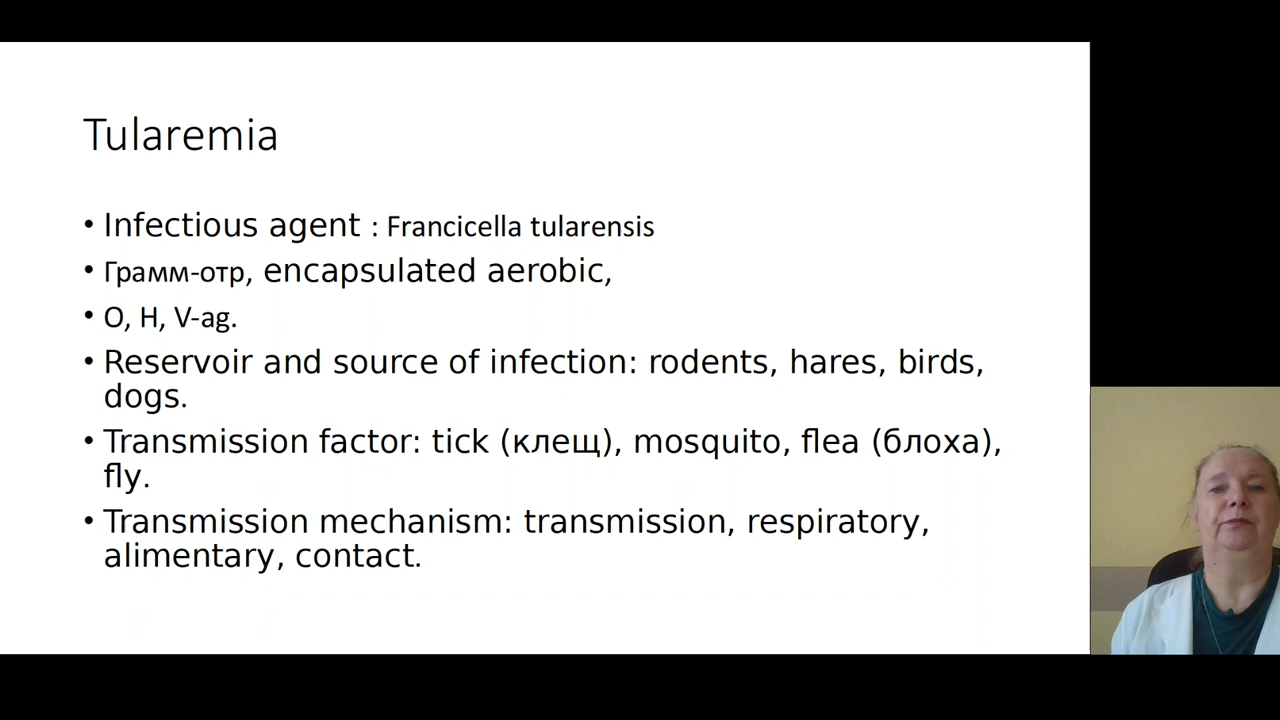 Tularemia
• Infectious agent : Francicella tularensis
• Грамм-отр, encapsulated aerobic,
• O, H, V-ag.
• Reservoir and source of infection: rodents, hares, birds,
dogs.
• Transmission factor: tick (клещ), mosquito, flea (блоха),
fly.
• Transmission mechanism: transmission, respiratory,
alimentary, contact.